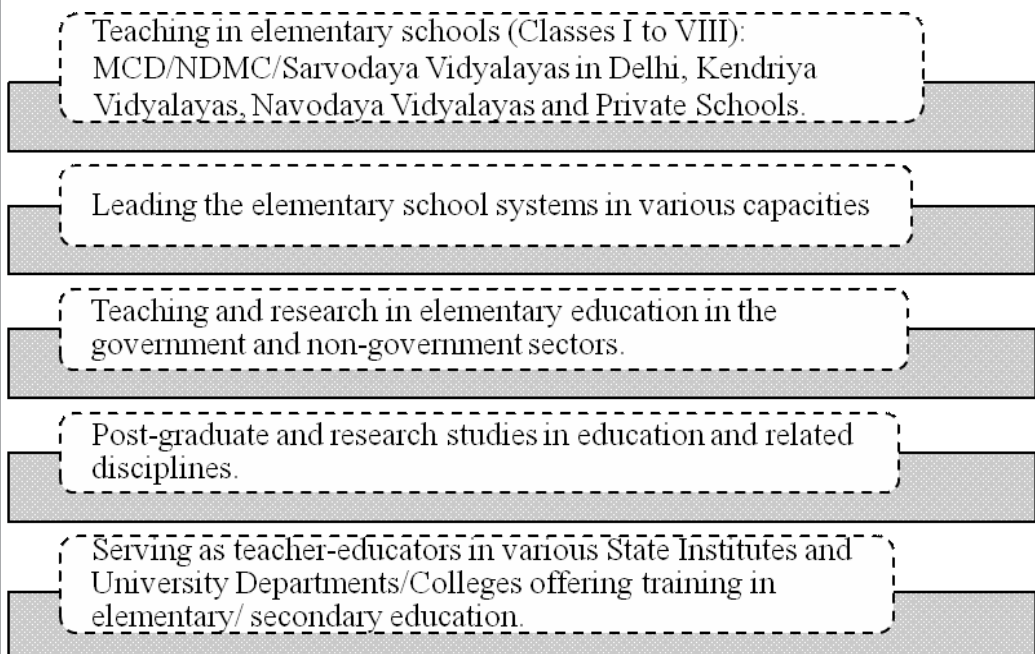 Teaching in elementary schools (Classes I to VIII):
MCD/NDMC/Sarvodaya Vidyalayas in Delhi, Kendriya
Vidyalayas, Navodaya Vidyalayas and Private Schools.
Leading the elementary school systems in various capacities
Teaching and research in elementary education in the
government and non-government sectors.
Post-graduate and research studies in education and related
disciplines.
Serving as teacher-educators in various State Institutes and
University Departments/Colleges offering training in
elementary/ secondary education.